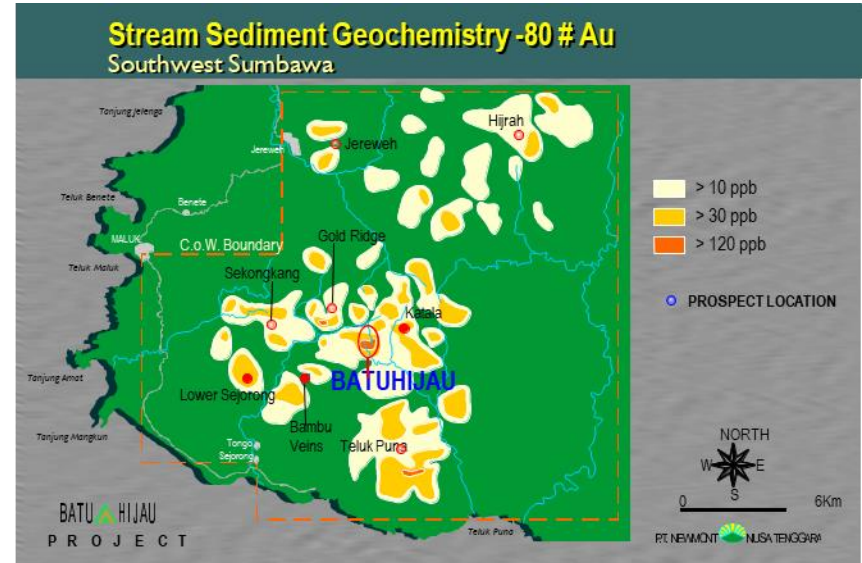 Stream Sediment Geochemistry -80 # Au
Southwest Sumbawa
Tanjung Jelenga
Jereweh
Jereweh
Hijrah
Teluk Benete
Benete
> 10 ppb
> 30 ppb
> 120 ppb
MALUK
C.o.W. Boundary
Gold Ridge
Teluk Maluk
Sekongkang
PROSPECT LOCATION
Katala
Tanjung Amat
Lower Sejorong
BATUHIJAU
Bambu
Veins
Tanjung Mangkun
Tongo
Sejorong
Teluk Puna
NORTH
W
E
S
0
6Km
BATU HIJAU
PROJECT
Teluk Puna
P.T. NEWMONT NUSA TENGGARA